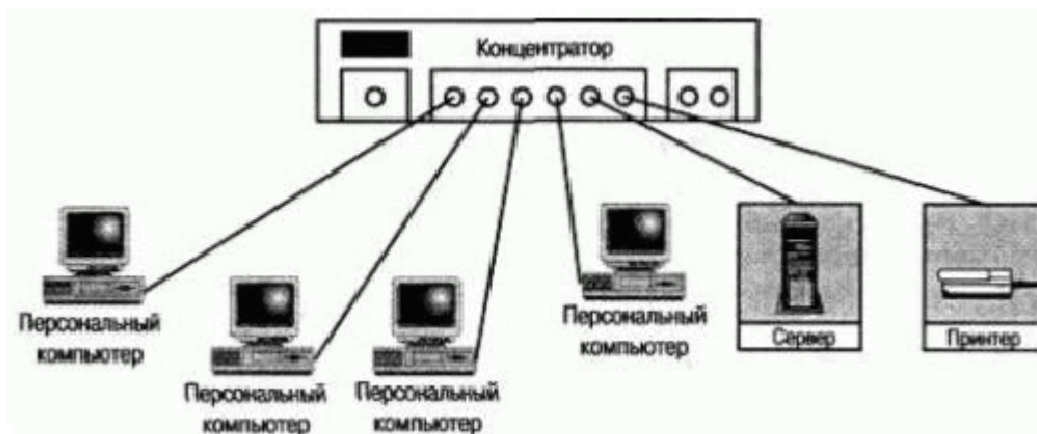 Концентратор
Персональный
компьютер
Персональный
компьютер
Персональный
компьютер
Персональный
компьютер
Сервер
Принтер